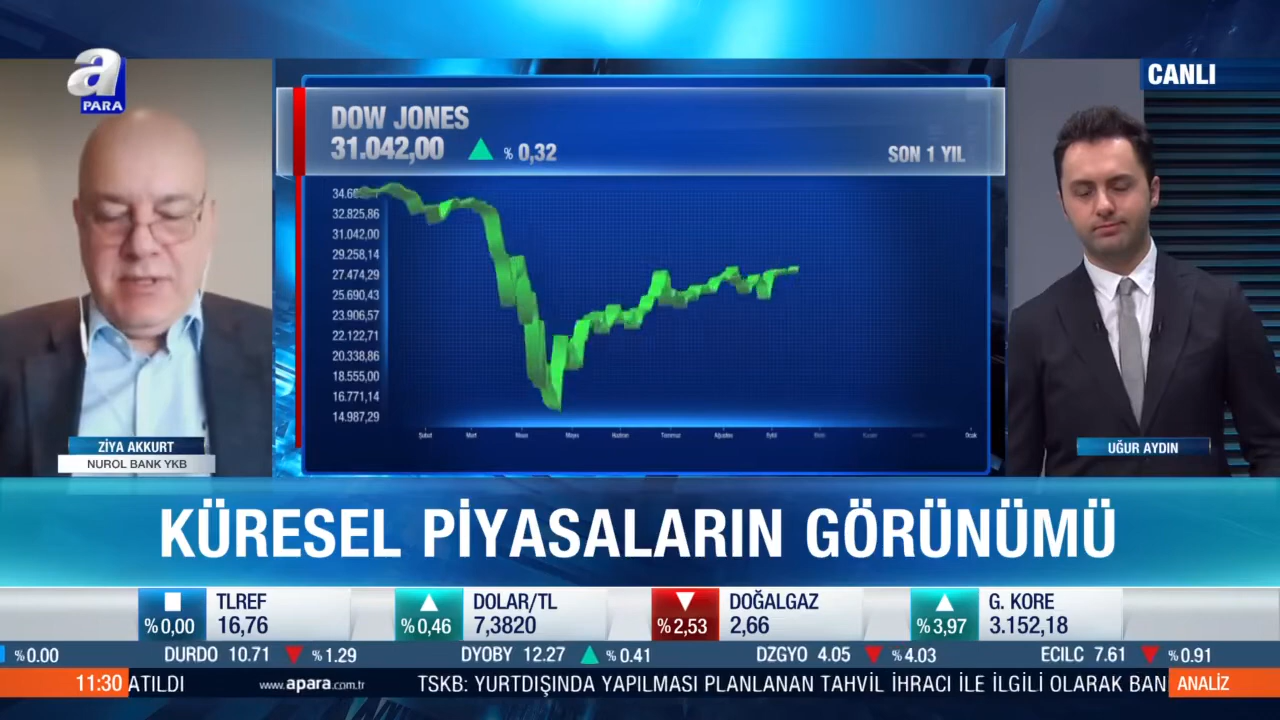 a
PARA
CANLI
DOW JONES
31.042,00 % 0,32
SON 1 YIL
32.825,86
31.042,00
29.258,14
27.474,29
25.690,43
23.906,57
22.122,71
20.338,86
18.555,00
16.771,14
14.987,29
Şubat Mart Nisan Mayıs Haziran Temmuz Ağustos Eylül Ekim Kasım Ocak
ZİYA AKKURT
NUROL BANK YKB
UĞUR AYDIN
KÜRESEL PİYASALARIN GÖRÜNÜMÜ
%0,00 TLREF 16,76
%0,46 DOLAR/TL 7,3820
%2,53 DOĞALGAZ 2,66
%3,97 G. KORE 3.152,18
%0.00 DURDO 10.71 %1.29 DYOBY 12.27 %0.41 DZGYO 4.05 %4.03 ECILC 7.61 %0.91
11:30 ATILDI www.apara.com.tr TSKB: YURTDIŞINDA YAPILMASI PLANLANAN TAHVİL İHRACI İLE İLGİLİ OLARAK BAN ANALİZ